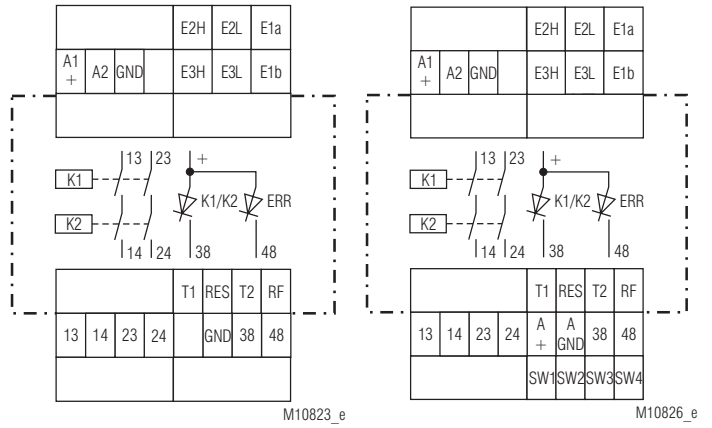 E2H E2L E1a
A1 + A2 GND E3H E3L E1b
13 23 +
K1 K1/K2 ERR
K2
14 24 38 48
T1 RES T2 RF
13 14 23 24 GND 38 48
M10823_e
E2H E2L E1a
A1 + A2 GND E3H E3L E1b
13 23 +
K1 K1/K2 ERR
K2
14 24 38 48
T1 RES T2 RF
13 14 23 24 A + A GND 38 48
SW1 SW2 SW3 SW4
M10826_e